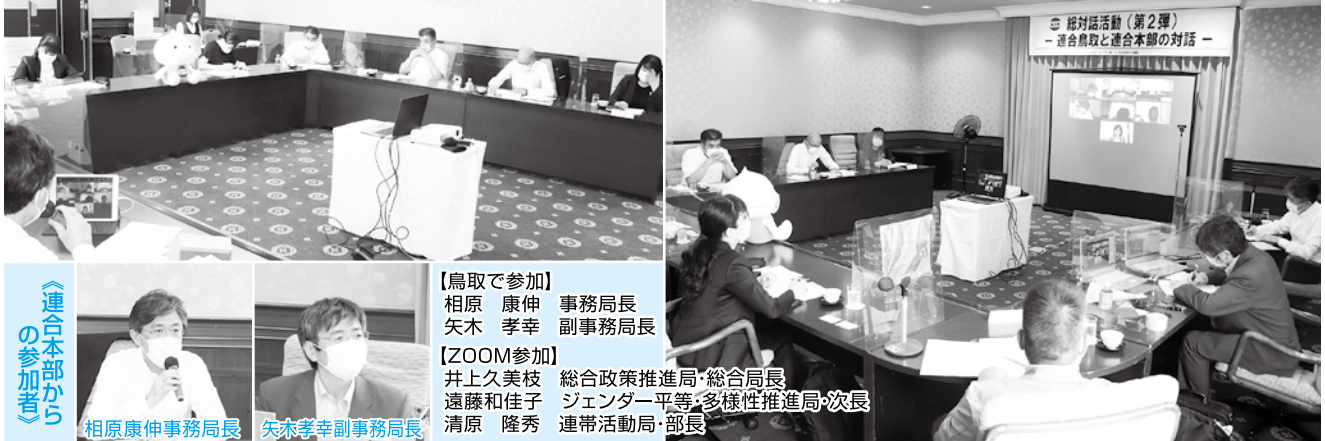 総対話活動（第2弾）
－ 連合鳥取と連合本部の対話 －
《連合本部から
の参加者》
相原康伸事務局長
矢木孝幸副事務局長
【鳥取で参加】
相原　康伸　事務局長
矢木　孝幸　副事務局長
【ZOOM参加】
井上久美枝　総合政策推進局・総合局長
遠藤和佳子　ジェンダー平等・多様性推進局・次長
清原　隆秀　連帯活動局・部長